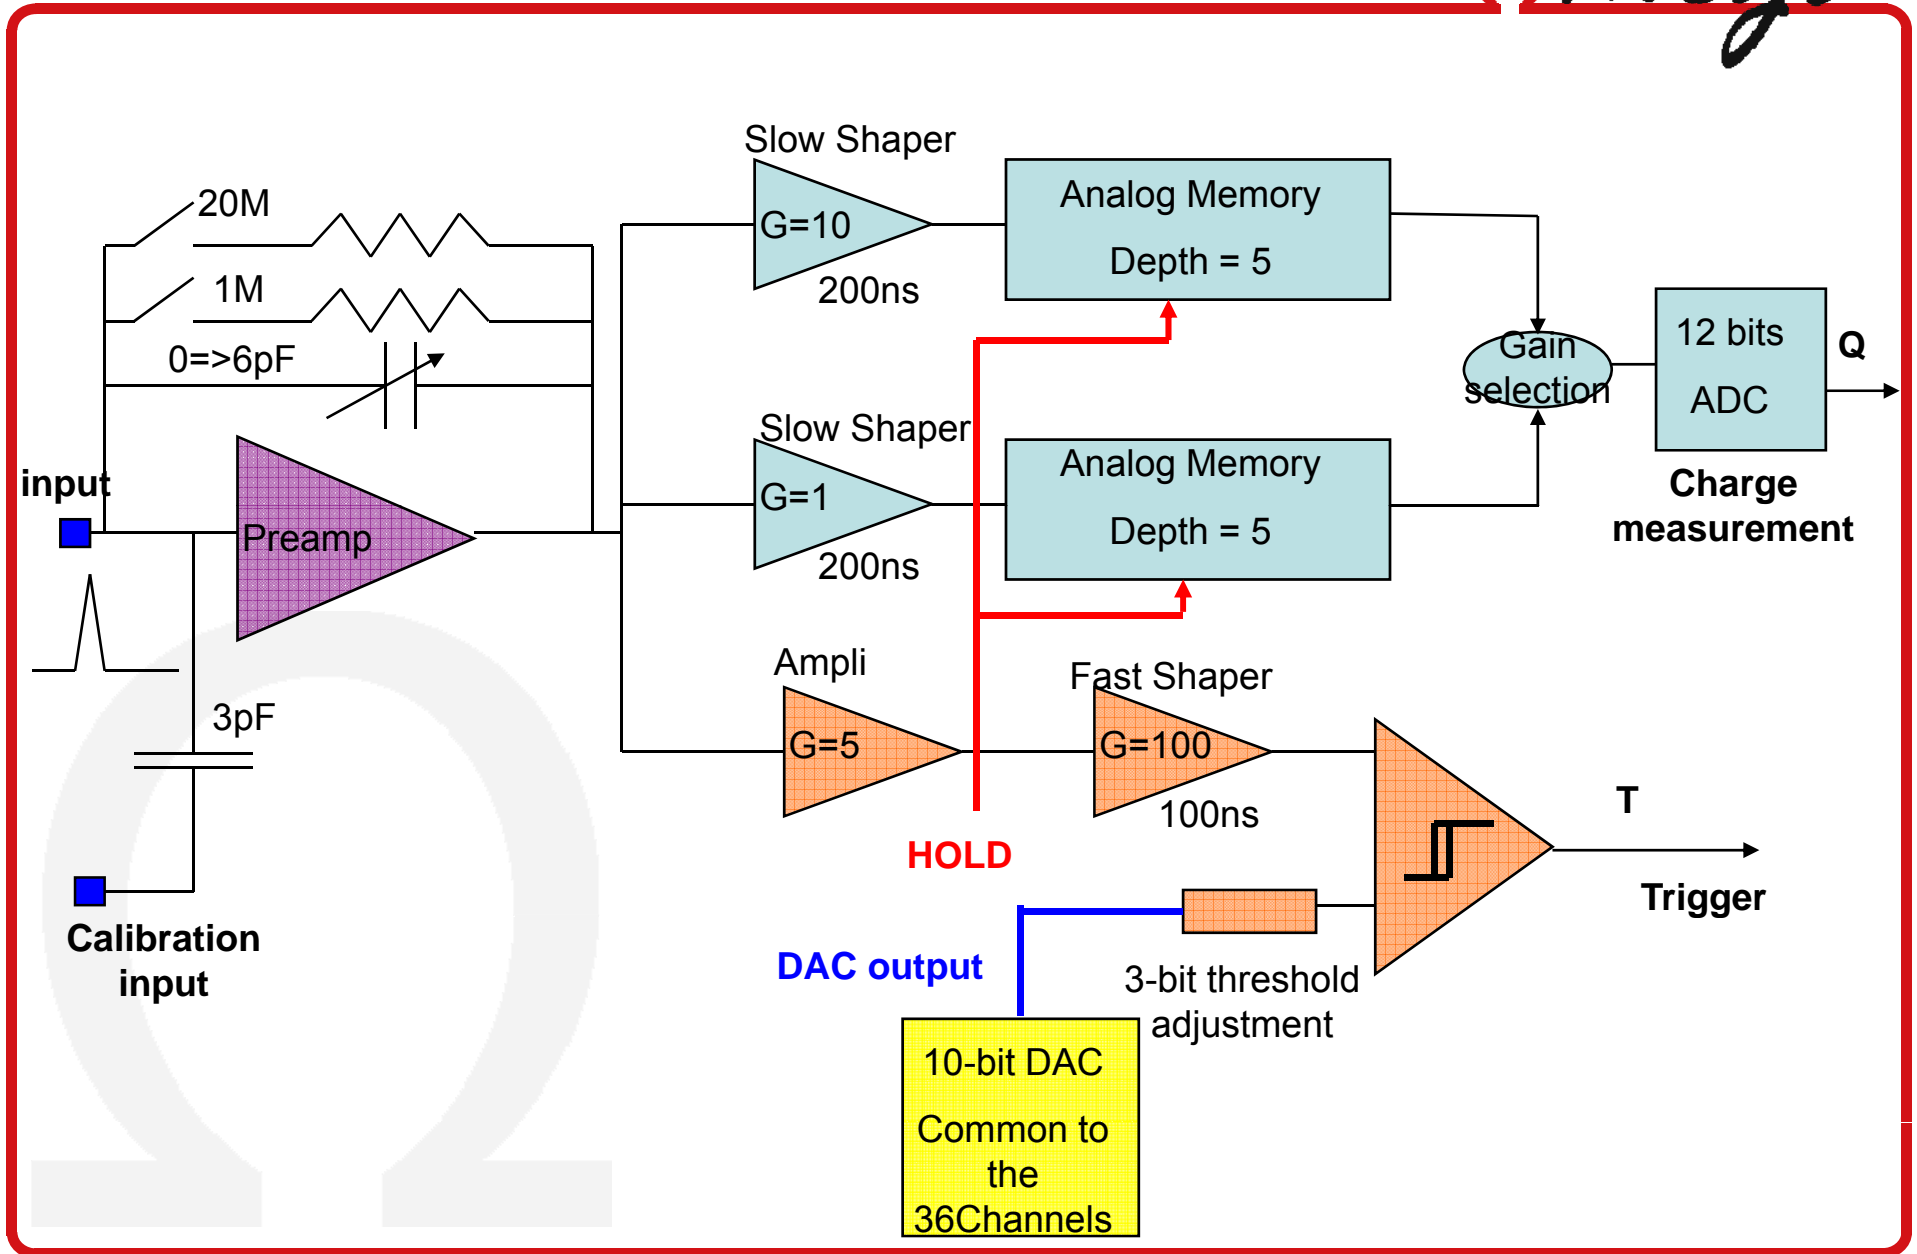 Slow Shaper
20M
G=10
200ns
Analog Memory
Depth = 5
1M
0=>6pF
Gain
selection
12 bits
ADC
Q
Charge
measurement
Slow Shaper
G=1
200ns
Analog Memory
Depth = 5
input
Preamp
3pF
Calibration
input
Ampli
G=5
Fast Shaper
G=100
100ns
HOLD
T
Trigger
DAC output
3-bit threshold
adjustment
10-bit DAC
Common to
the
36Channels